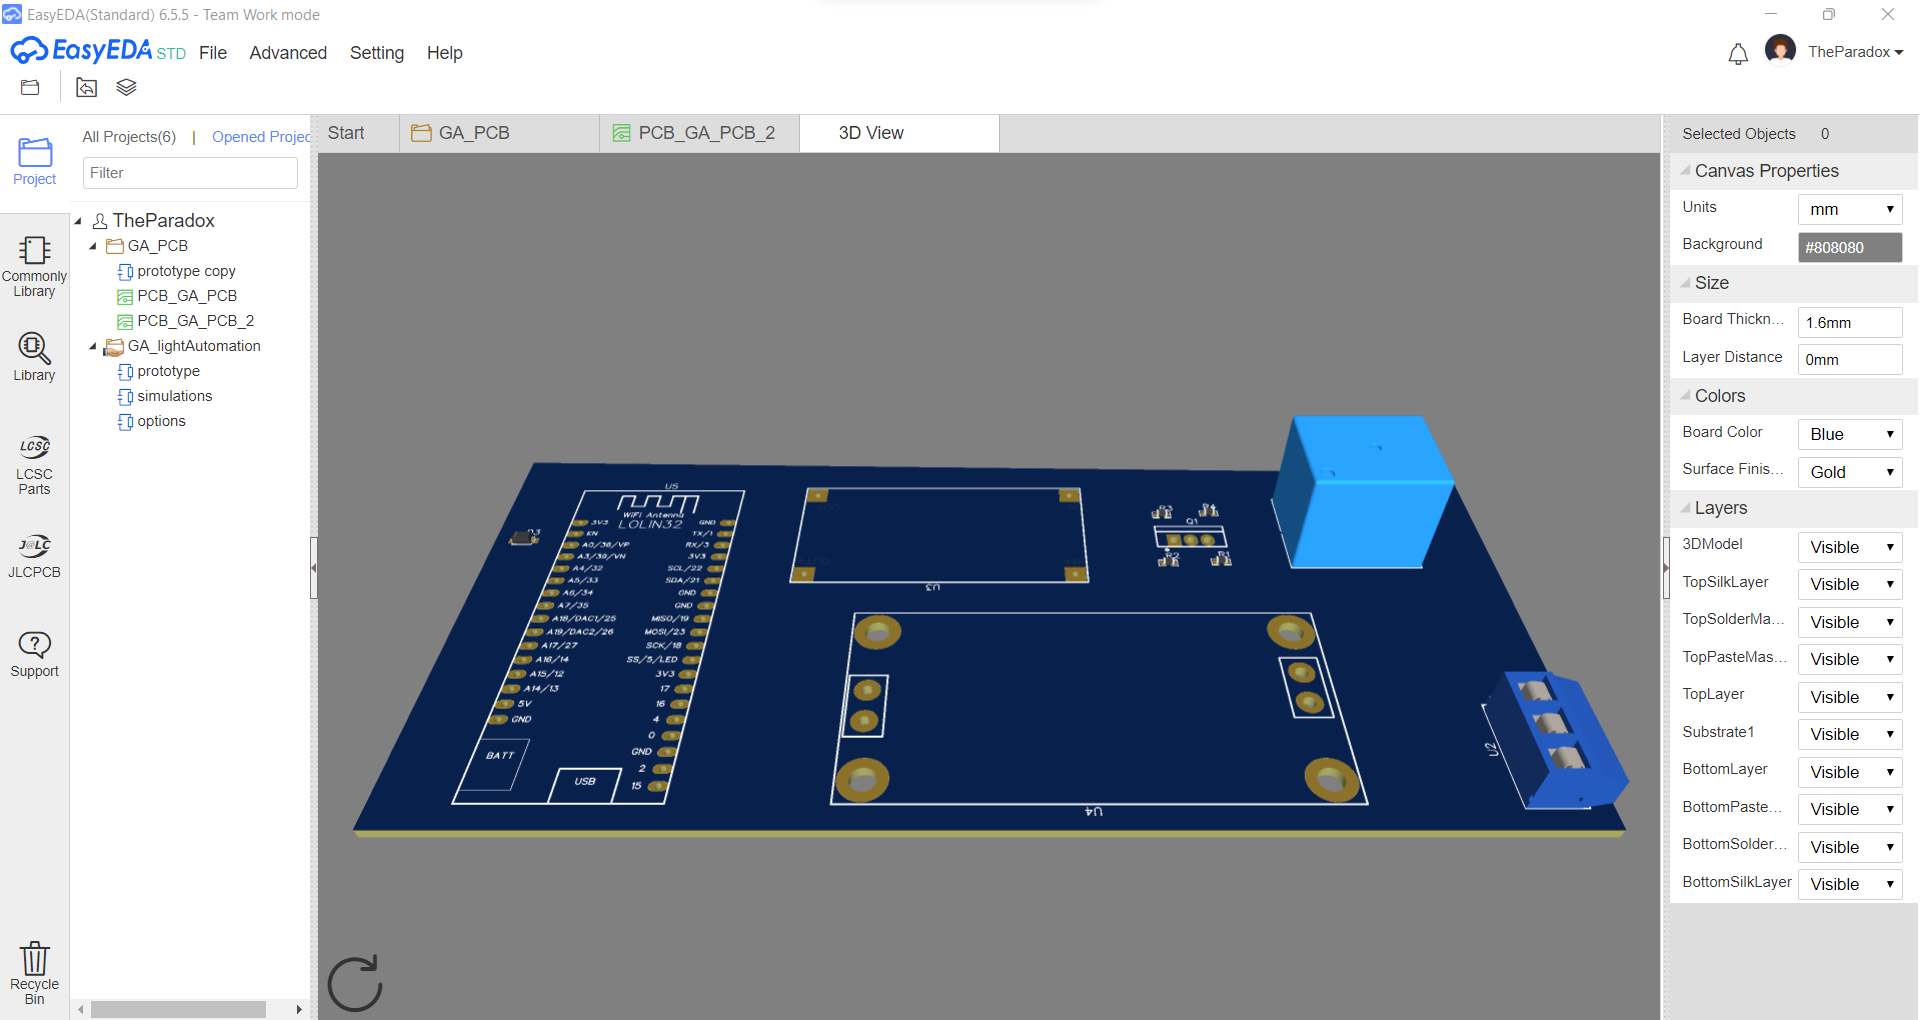 EasyEDA(Standard) 6.5.5 - Team Work mode
EasyEDA STD File Advanced Setting Help
TheParadox
All Projects(6) | Opened Projec
Filter
Project
Commonly
Library
Library
LCSC
LCSC
Parts
J@LC
JLCPCB
Support
Recycle
Bin
TheParadox
GA_PCB
prototype copy
PCB_GA_PCB
PCB_GA_PCB_2
GA_lightAutomation
prototype
simulations
options
Start GA_PCB PCB_GA_PCB_2 3D View
U5
WiFi Antenna
LOLIN32
3V3 GND
EN TX/1
A0/36/VP RX/3
A3/39/VN 3V3
A4/32 SCL/22
A5/33 SDA/21
A6/34 GND
A7/35 GND
A18/DAC1/25 MISO/19
A19/DAC2/26 MOSI/23
A17/27 SCK/18
A16/14 SS/5/LED
A15/12 3V3
A14/13 17
5V 16
GND 4
0
GND
2
15
BATT
USB
U3
R3 R4
Q1
R2 R1
U4
U2
Selected Objects 0
Canvas Properties
Units mm
Background #808080
Size
Board Thickn... 1.6mm
Layer Distance 0mm
Colors
Board Color Blue
Surface Finis... Gold
Layers
3DModel Visible
TopSilkLayer Visible
TopSolderMa... Visible
TopPasteMas... Visible
TopLayer Visible
Substrate1 Visible
BottomLayer Visible
BottomPaste... Visible
BottomSolder... Visible
BottomSilkLayer Visible